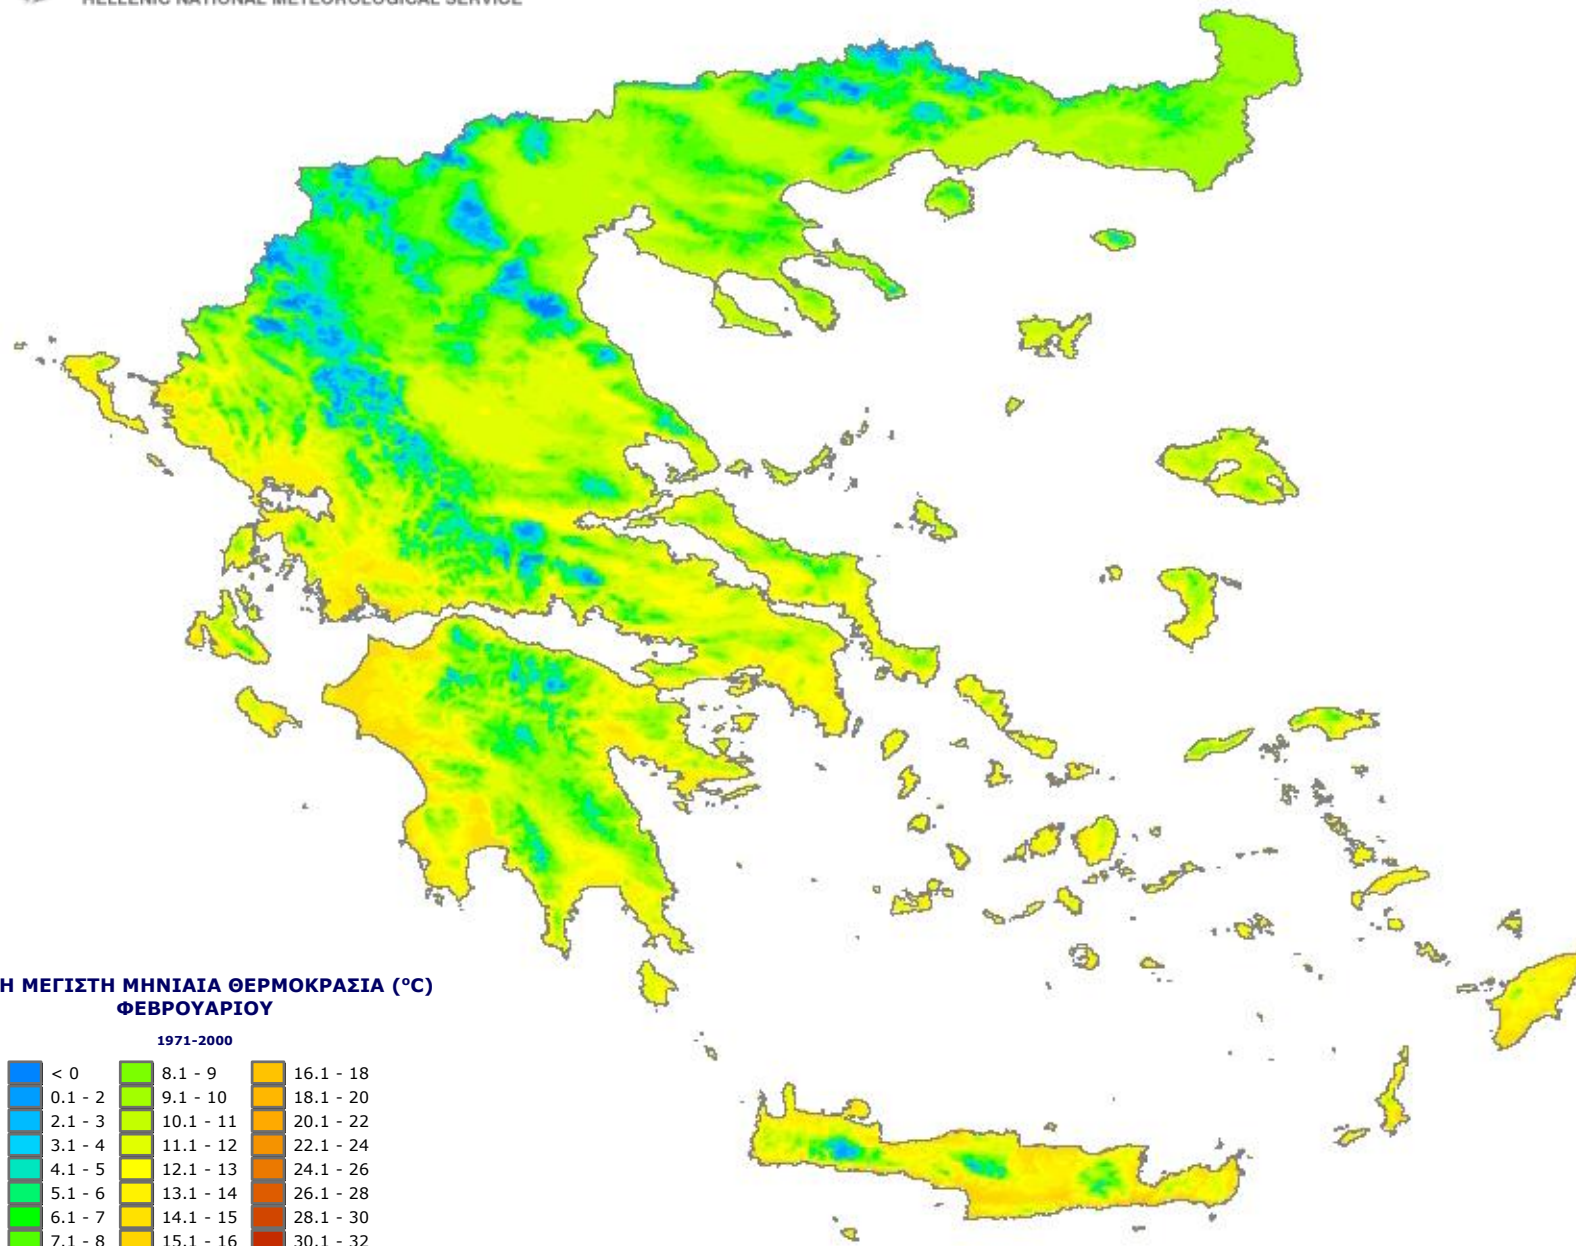 HELLENIC NATIONAL METEOROLOGICAL SERVICE
Η ΜΕΓΙΣΤΗ ΜΗΝΙΑΙΑ ΘΕΡΜΟΚΡΑΣΙΑ (°C)
ΦΕΒΡΟΥΑΡΙΟΥ
1971-2000
< 0 8.1 - 9 16.1 - 18
0.1 - 2 9.1 - 10 18.1 - 20
2.1 - 3 10.1 - 11 20.1 - 22
3.1 - 4 11.1 - 12 22.1 - 24
4.1 - 5 12.1 - 13 24.1 - 26
5.1 - 6 13.1 - 14 26.1 - 28
6.1 - 7 14.1 - 15 28.1 - 30
7.1 - 8 15.1 - 16 30.1 - 32